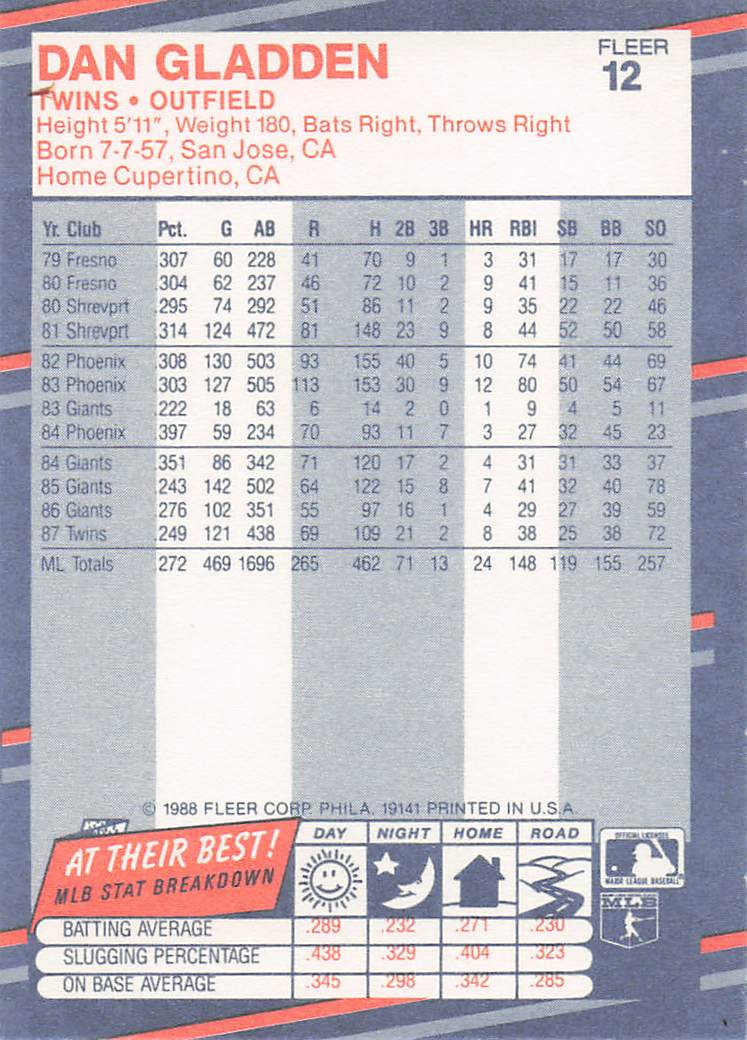 DAN GLADDEN
FLEER
12
TWINS • OUTFIELD
Height 5'11", Weight 180, Bats Right, Throws Right
Born 7-7-57, San Jose, CA
Home Cupertino, CA
Yr. Club Pct. G AB R H 2B 3B HR RBI SB BB SO
79 Fresno .307 60 228 41 70 9 1 3 31 17 17 30
80 Fresno .304 62 237 46 72 10 2 9 41 15 11 36
80 Shrevprt .295 74 292 51 86 11 2 9 35 22 22 46
81 Shrevprt .314 124 472 81 148 23 9 8 44 52 50 58
82 Phoenix .308 130 503 93 155 40 5 10 74 41 44 69
83 Phoenix .303 127 505 113 153 30 9 12 80 50 54 67
83 Giants .222 18 63 6 14 2 0 1 9 4 5 11
84 Phoenix .397 59 234 70 93 11 7 3 27 32 45 23
84 Giants .351 86 342 71 120 17 2 4 31 31 33 37
85 Giants .243 142 502 64 122 15 8 7 41 32 40 78
86 Giants .276 102 351 55 97 16 1 4 29 27 39 59
87 Twins .249 121 438 69 109 21 2 8 38 25 38 72
ML Totals .272 469 1696 265 462 71 13 24 148 119 155 257
© 1988 FLEER CORP. PHILA. 19141 PRINTED IN U.S.A.
AT THEIR BEST!
MLB STAT BREAKDOWN
DAY NIGHT HOME ROAD
BATTING AVERAGE .289 .232 .271 .230
SLUGGING PERCENTAGE .438 .329 .404 .323
ON BASE AVERAGE .345 .298 .342 .285
OFFICIAL LICENSEE
MAJOR LEAGUE BASEBALL
MLB